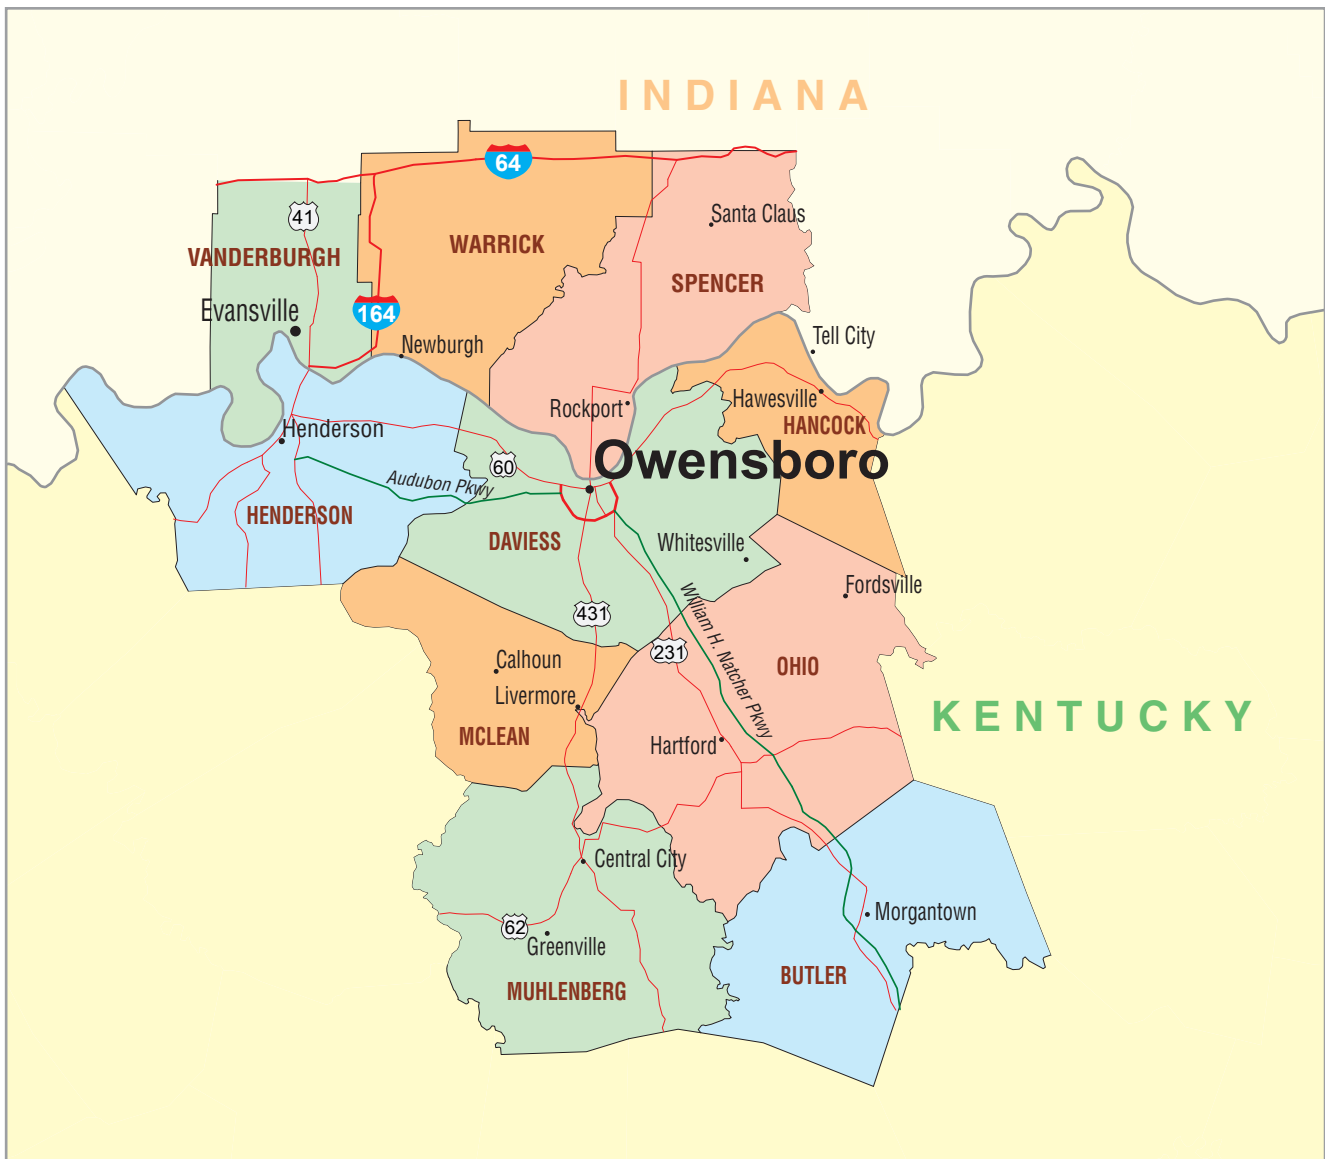 INDIANA
64
Santa Claus
41
WARRICK
VANDERBURGH
SPENCER
Evansville
164
Tell City
Newburgh
Hawesville
Rockport
HANCOCK
Henderson
Owensboro
60
Audubon Pkwy
HENDERSON
DAVIESS
Whitesville
Fordsville
William H. Natcher Pkwy
431
231
Calhoun
OHIO
Livermore
KENTUCKY
MCLEAN
Hartford
Central City
Morgantown
62
Greenville
BUTLER
MUHLENBERG